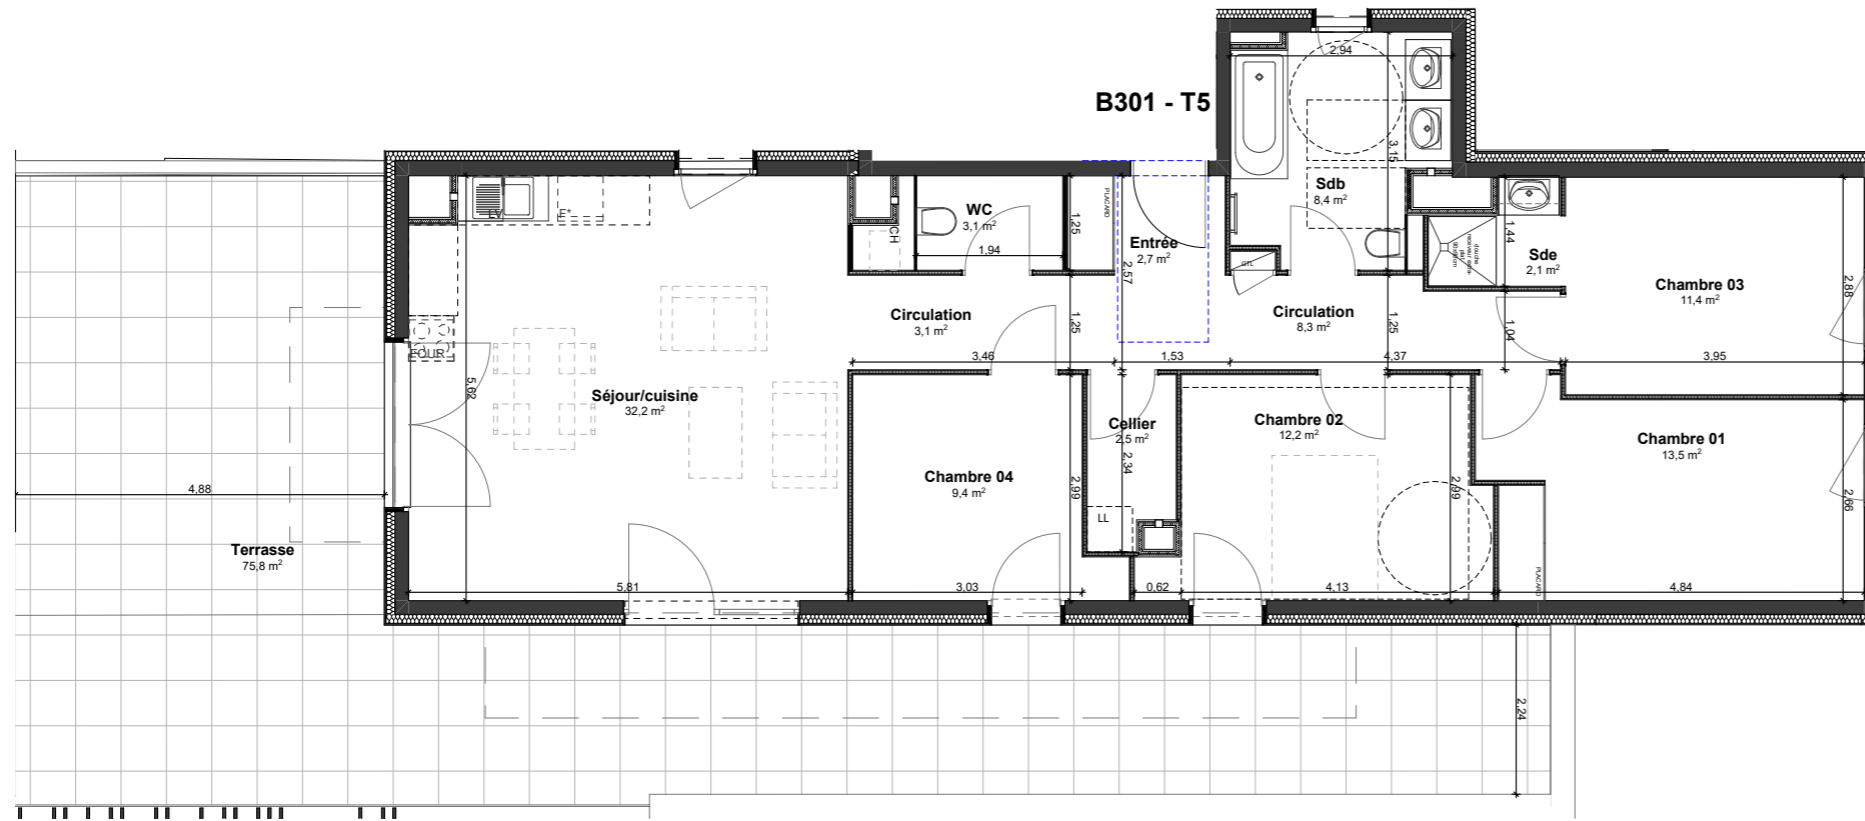 B301 - T5
2,94
3,15
Sdb
8,4 m²
WC
3,1 m²
1,94
PLACARD
1,25
Entrée
2,7 m²
2,57
LV
F*
CH
GTL
1,44
Sde
2,1 m²
Chambre 03
11,4 m²
2,88
Circulation
3,1 m²
1,25
Circulation
8,3 m²
1,25
1,04
3,46
1,53
4,37
3,95
FOUR
5,62
Séjour/cuisine
32,2 m²
Cellier
2,5 m²
2,34
Chambre 02
12,2 m²
Chambre 01
13,5 m²
Chambre 04
9,4 m²
2,99
2,99
2,66
4,88
LL
Terrasse
75,8 m²
PLACARD
5,81
3,03
0,62
4,13
4,84
2,24